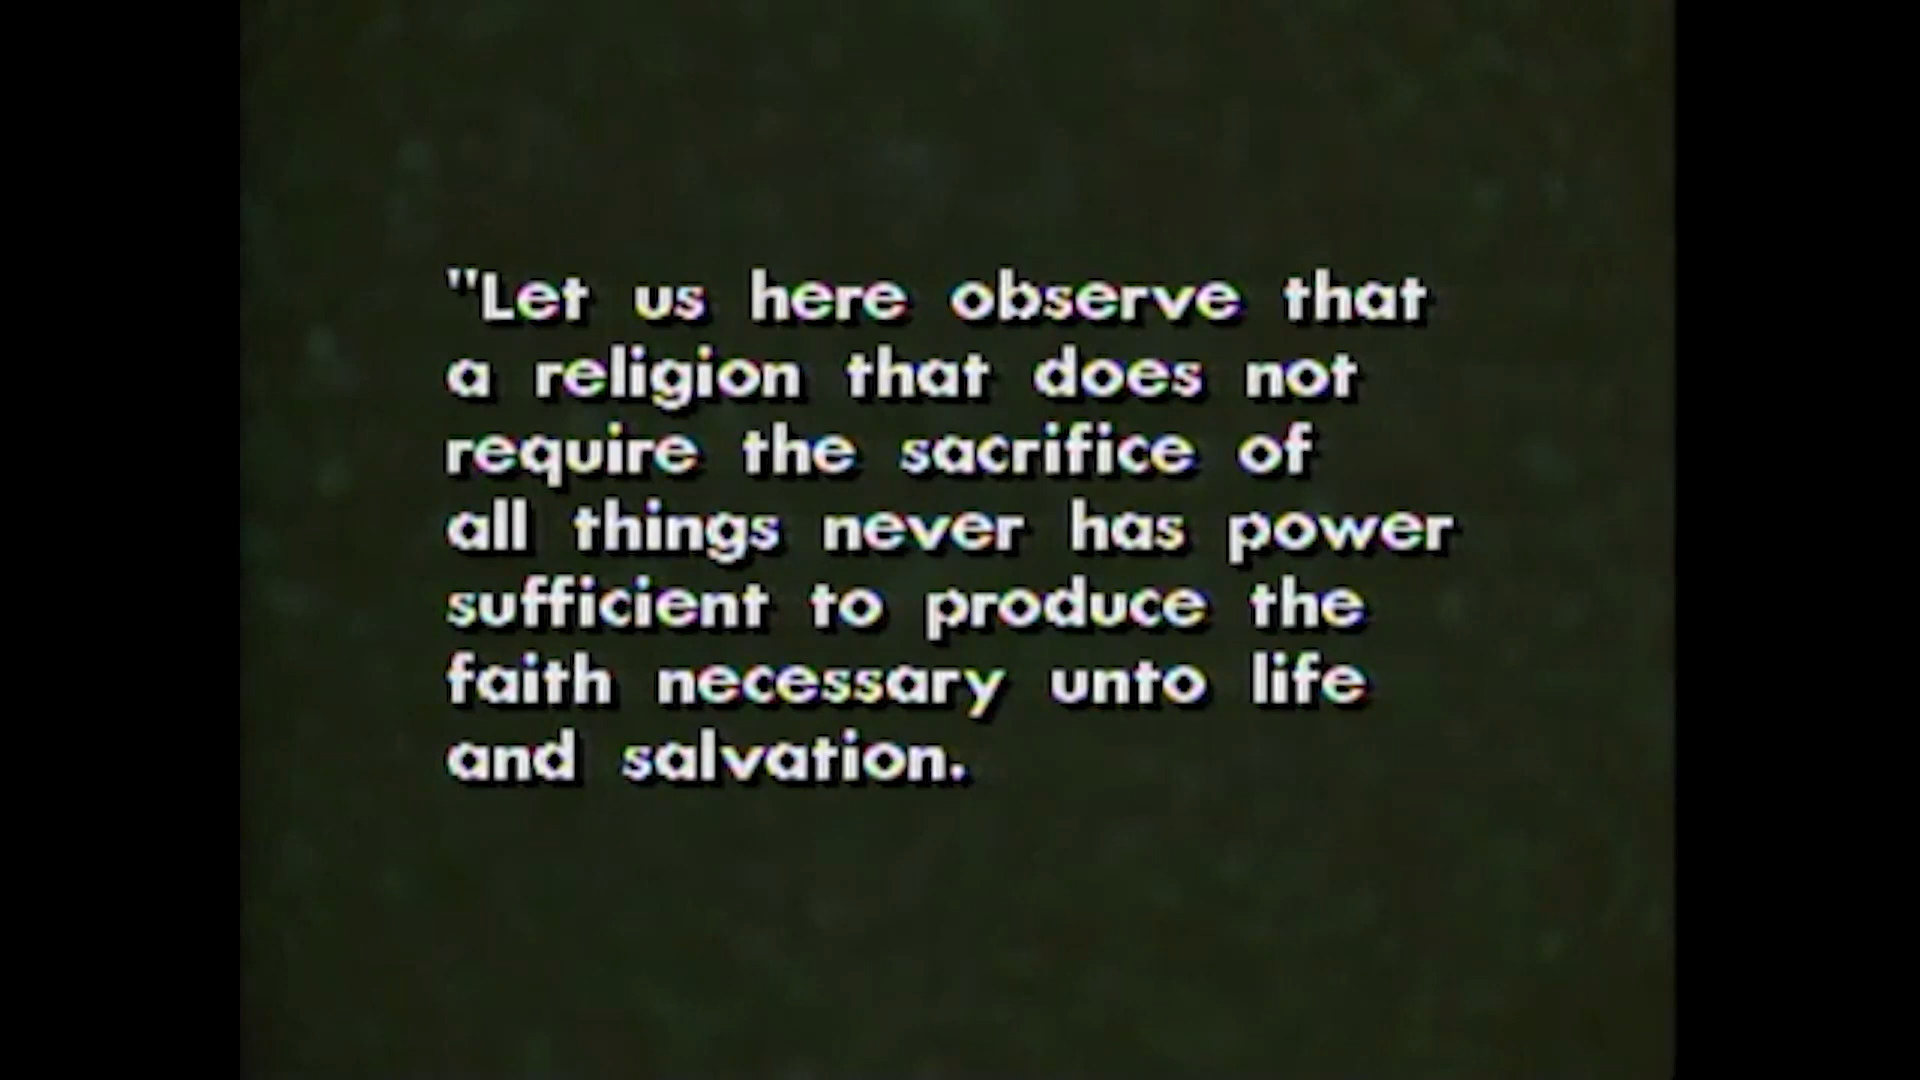 "Let us here observe that
a religion that does not
require the sacrifice of
all things never has power
sufficient to produce the
faith necessary unto life
and salvation.